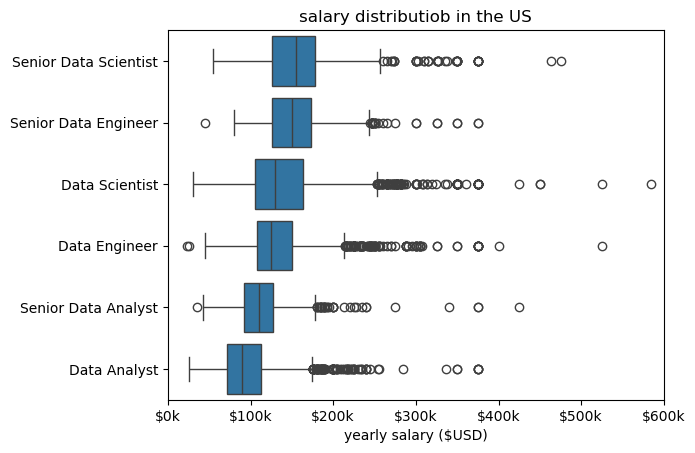 salary distributiob in the US
Senior Data Scientist
Senior Data Engineer
Data Scientist
Data Engineer
Senior Data Analyst
Data Analyst
$0k $100k $200k $300k $400k $500k $600k
yearly salary ($USD)